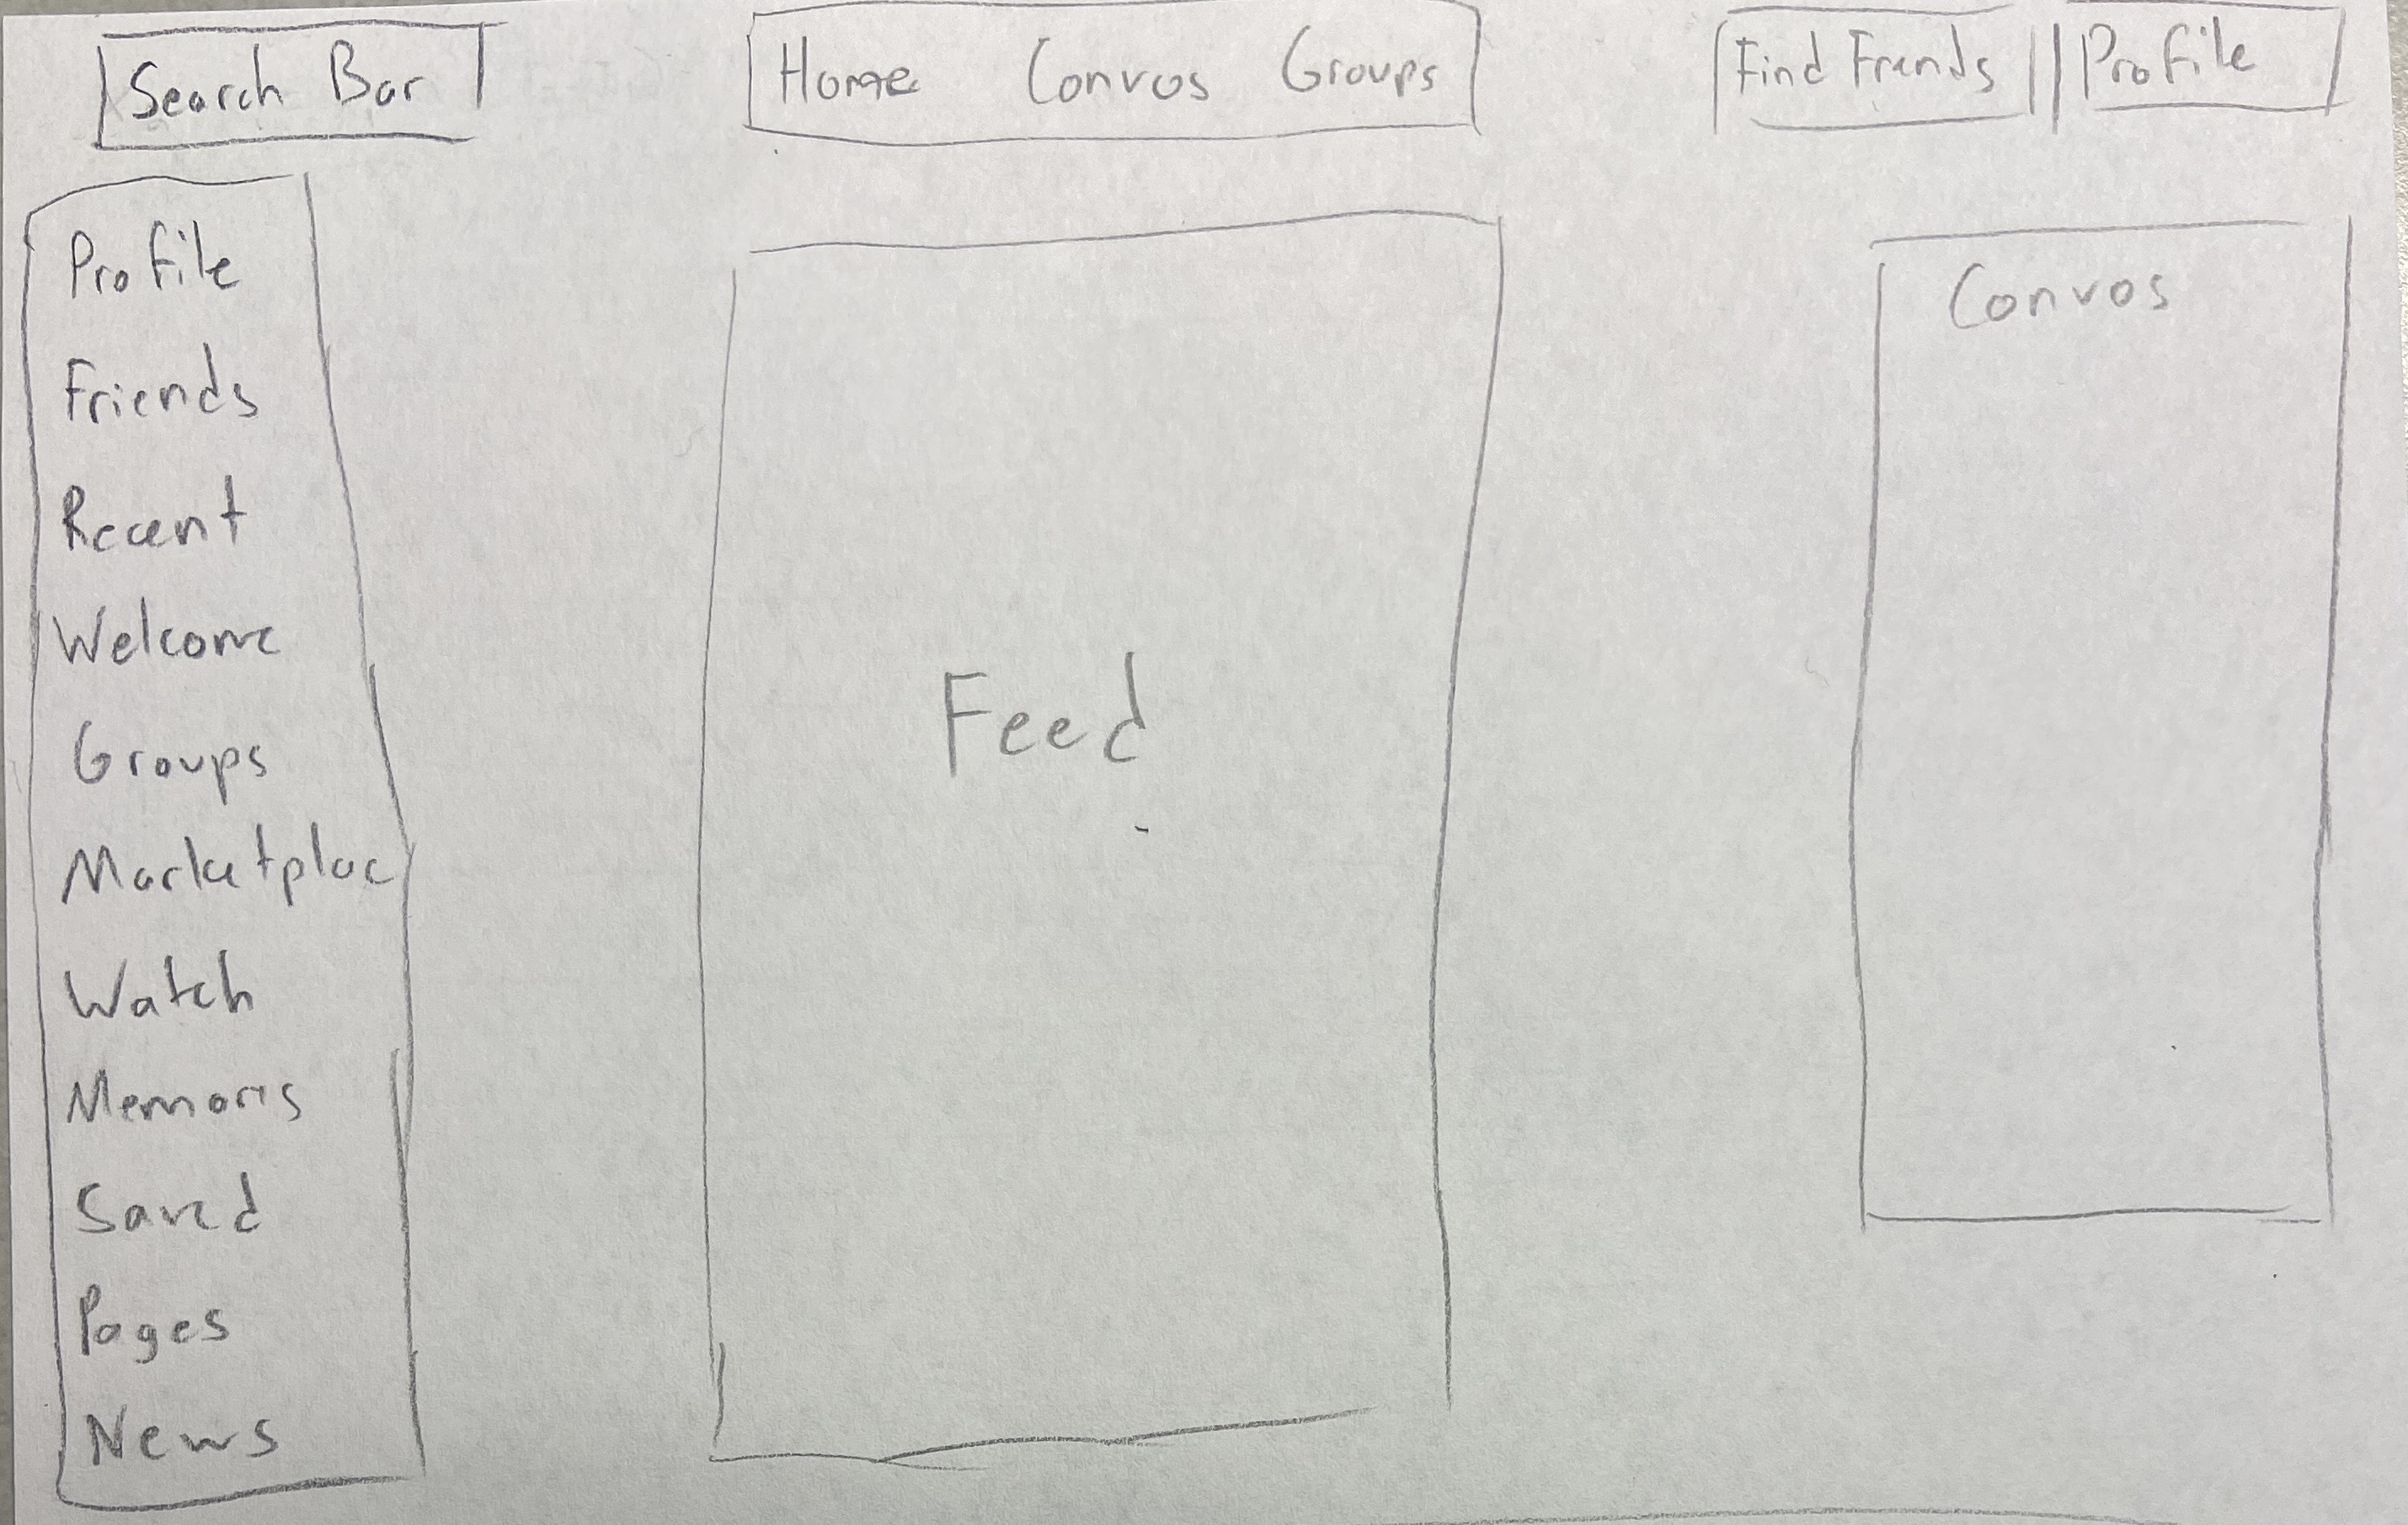 Search Bar
Home Convos Groups
Find Friends
Profile
Profile
Friends
Recent
Welcome
Groups
Marketplac
Watch
Memoris
Saved
Pages
News
Feed
Convos